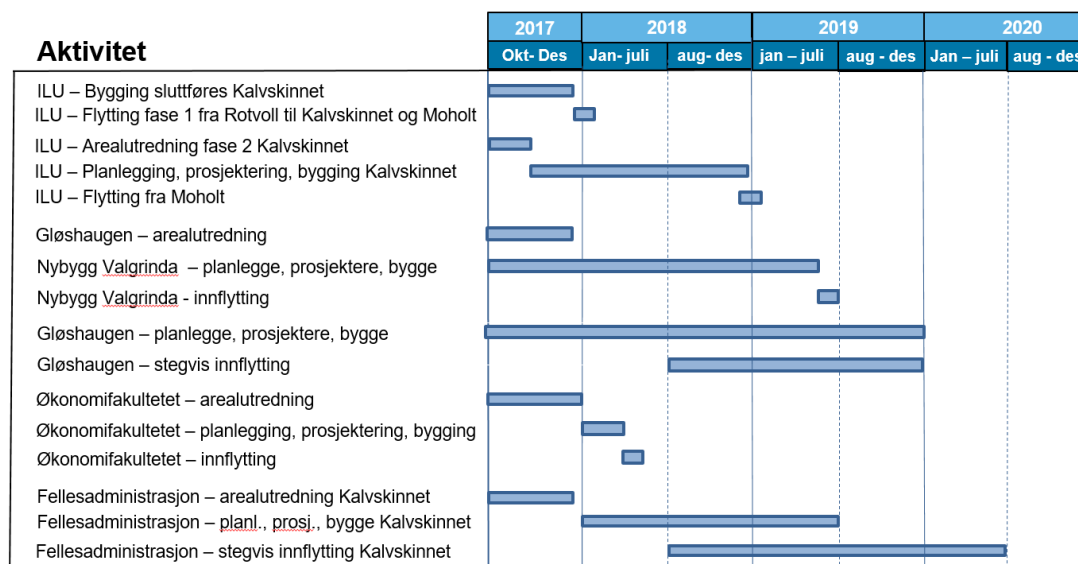 2017 2018 2019 2020
Aktivitet Okt- Des Jan- juli aug- des jan – juli aug - des Jan – juli aug - des
ILU – Bygging sluttføres Kalvskinnet
ILU – Flytting fase 1 fra Rotvoll til Kalvskinnet og Moholt
ILU – Arealutredning fase 2 Kalvskinnet
ILU – Planlegging, prosjektering, bygging Kalvskinnet
ILU – Flytting fra Moholt
Gløshaugen – arealutredning
Nybygg Valgrinda – planlegge, prosjektere, bygge
Nybygg Valgrinda - innflytting
Gløshaugen – planlegge, prosjektere, bygge
Gløshaugen – stegvis innflytting
Økonomifakultetet – arealutredning
Økonomifakultetet – planlegging, prosjektering, bygging
Økonomifakultetet – innflytting
Fellesadministrasjon – arealutredning Kalvskinnet
Fellesadministrasjon – planl., prosj., bygge Kalvskinnet
Fellesadministrasjon – stegvis innflytting Kalvskinnet